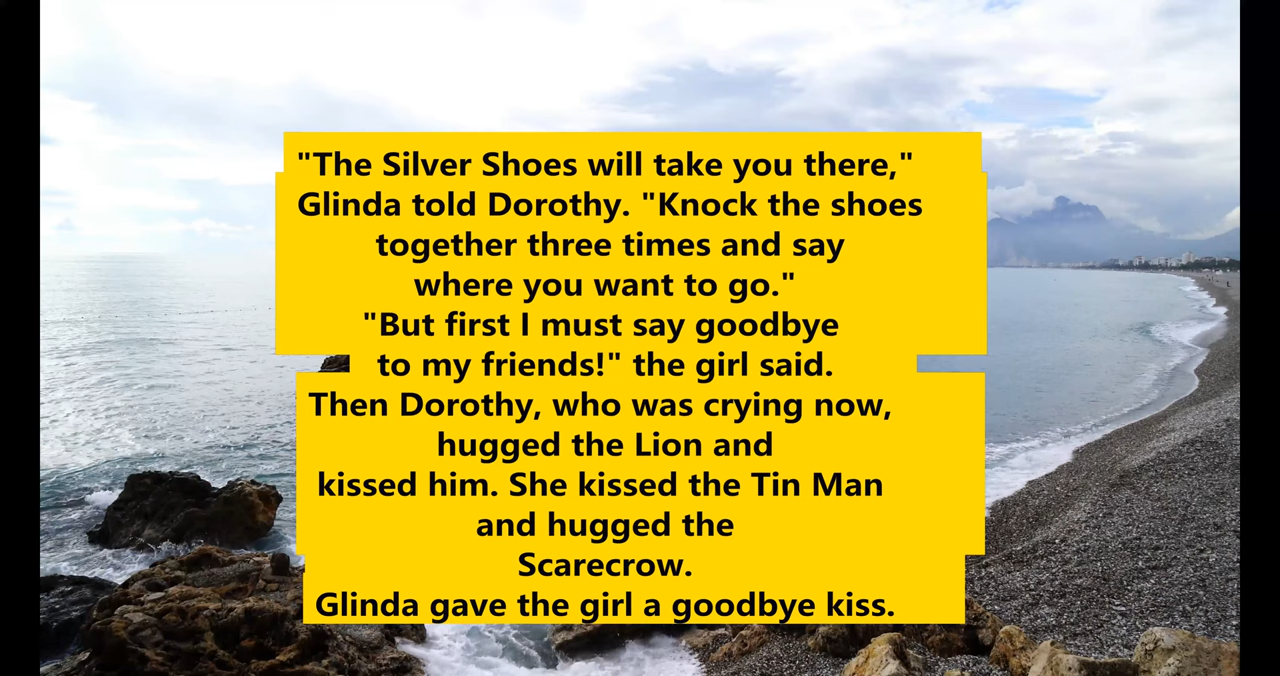 "The Silver Shoes will take you there,"
Glinda told Dorothy. "Knock the shoes
together three times and say
where you want to go."
"But first I must say goodbye
to my friends!" the girl said.
Then Dorothy, who was crying now,
hugged the Lion and
kissed him. She kissed the Tin Man
and hugged the
Scarecrow.
Glinda gave the girl a goodbye kiss.